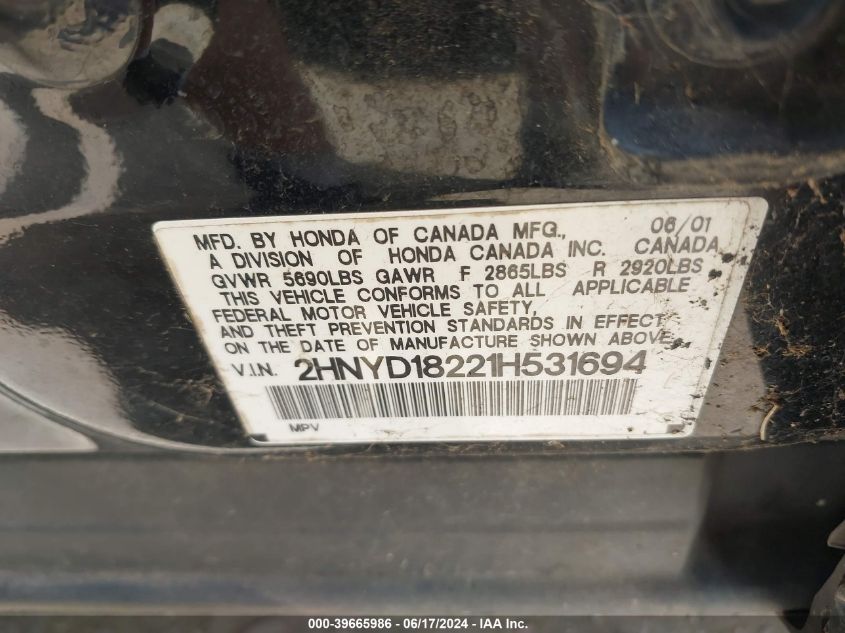 MFD. BY HONDA OF CANADA MFG., 06/01
A DIVISION OF HONDA CANADA INC. CANADA
GVWR 5690LBS GAWR F 2865LBS R 2920LBS
THIS VEHICLE CONFORMS TO ALL APPLICABLE
FEDERAL MOTOR VEHICLE SAFETY,
AND THEFT PREVENTION STANDARDS IN EFFECT
ON THE DATE OF MANUFACTURE SHOWN ABOVE.
V.I.N. 2HNYD18221H531694
MPV
000-39665986 - 06/17/2024 - IAA Inc.